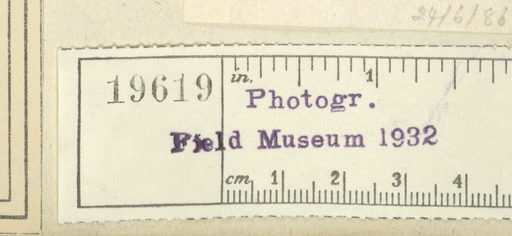 24/6/86
19619
in. 1
Photogr.
Field Museum 1932
cm 1 2 3 4